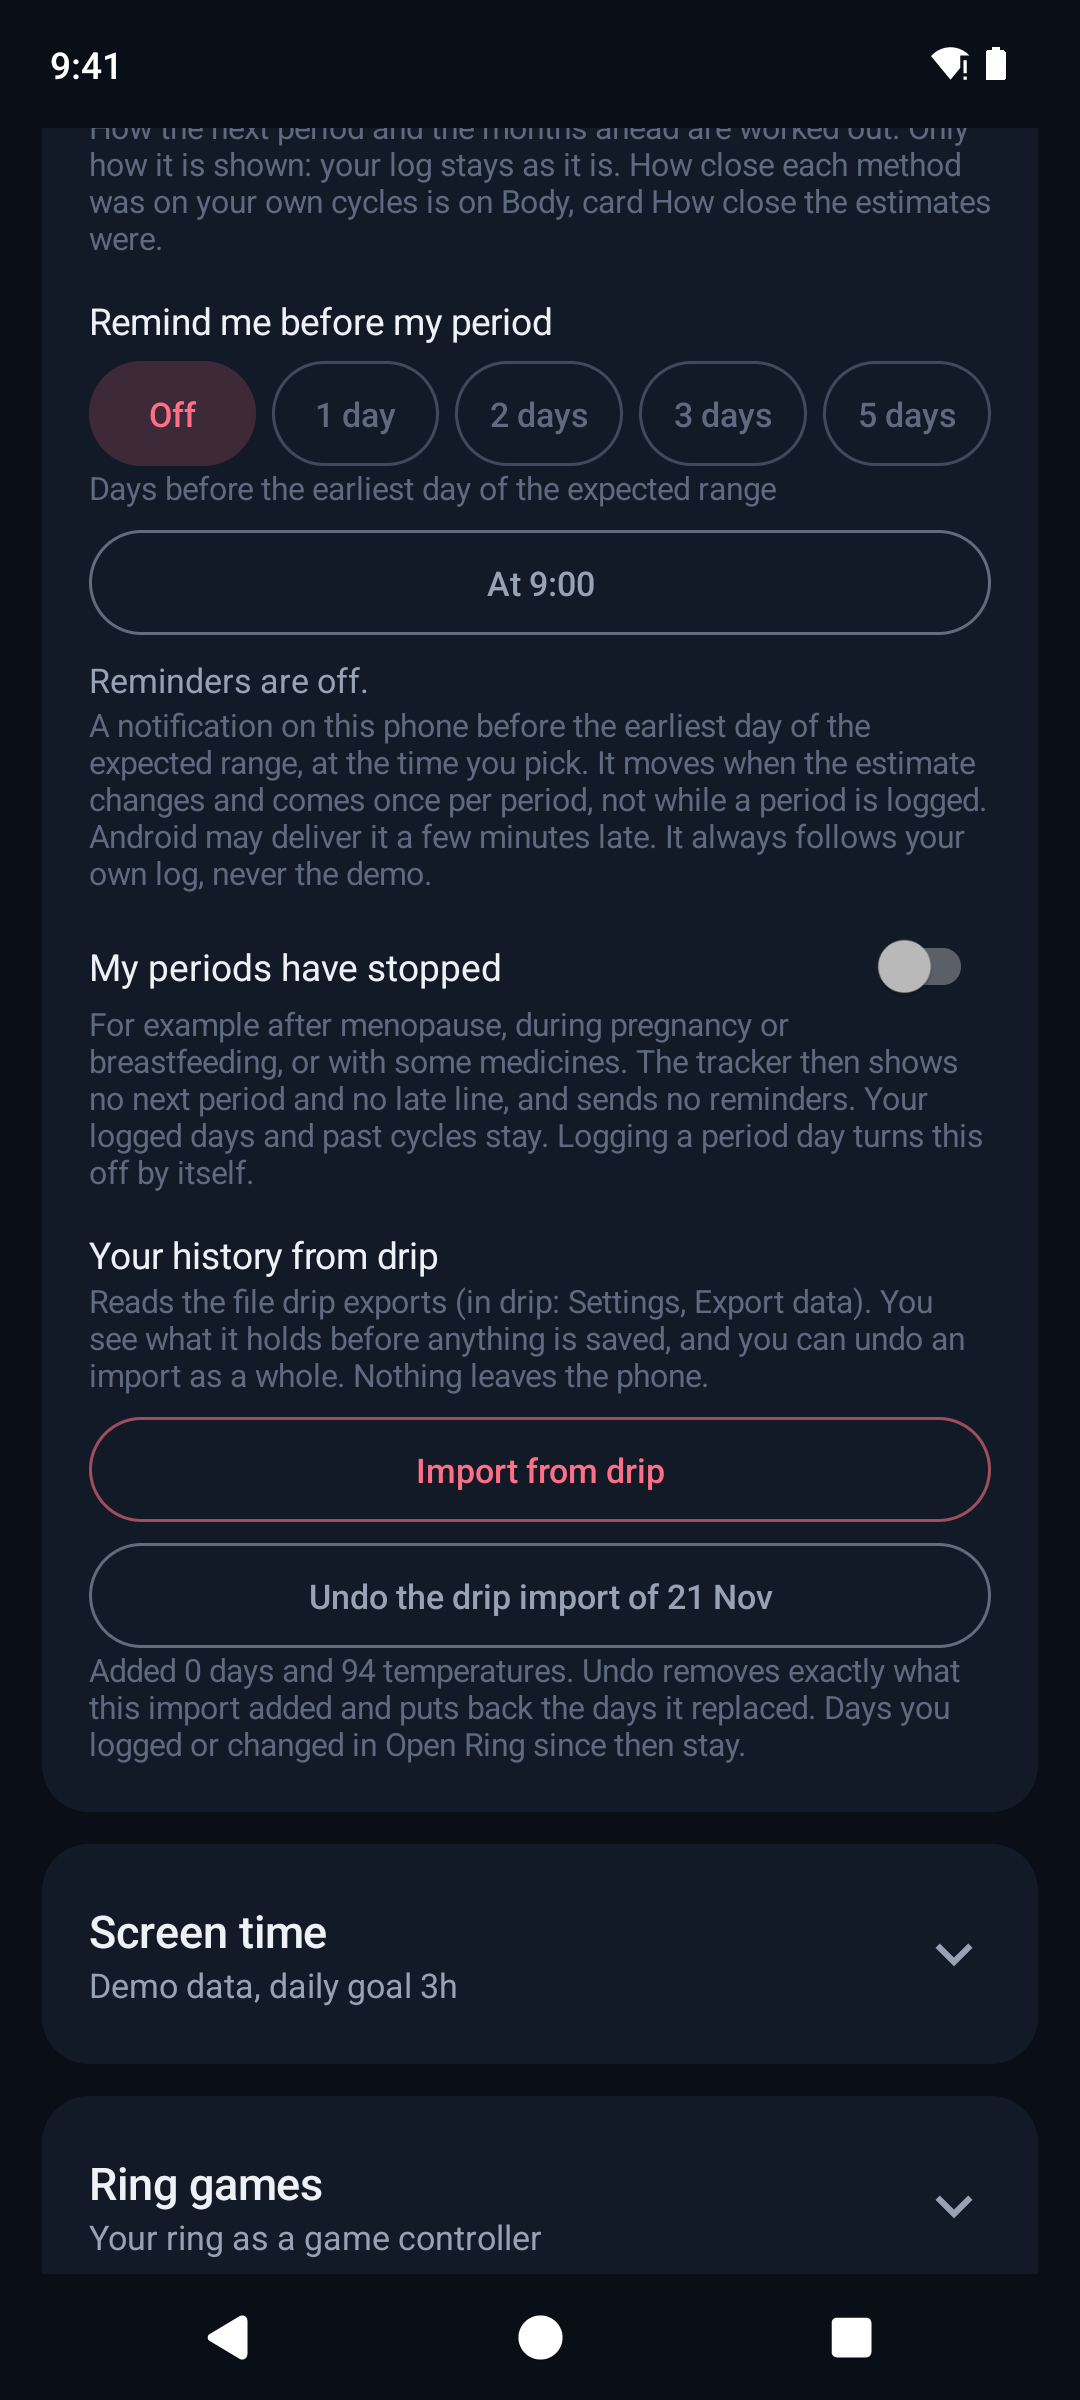 9:41
How the next period and the months ahead are worked out. Only
how it is shown: your log stays as it is. How close each method
was on your own cycles is on Body, card How close the estimates
were.
Remind me before my period
Off
1 day
2 days
3 days
5 days
Days before the earliest day of the expected range
At 9:00
Reminders are off.
A notification on this phone before the earliest day of the
expected range, at the time you pick. It moves when the estimate
changes and comes once per period, not while a period is logged.
Android may deliver it a few minutes late. It always follows your
own log, never the demo.
My periods have stopped
For example after menopause, during pregnancy or
breastfeeding, or with some medicines. The tracker then shows
no next period and no late line, and sends no reminders. Your
logged days and past cycles stay. Logging a period day turns this
off by itself.
Your history from drip
Reads the file drip exports (in drip: Settings, Export data). You
see what it holds before anything is saved, and you can undo an
import as a whole. Nothing leaves the phone.
Import from drip
Undo the drip import of 21 Nov
Added 0 days and 94 temperatures. Undo removes exactly what
this import added and puts back the days it replaced. Days you
logged or changed in Open Ring since then stay.
Screen time
Demo data, daily goal 3h
Ring games
Your ring as a game controller